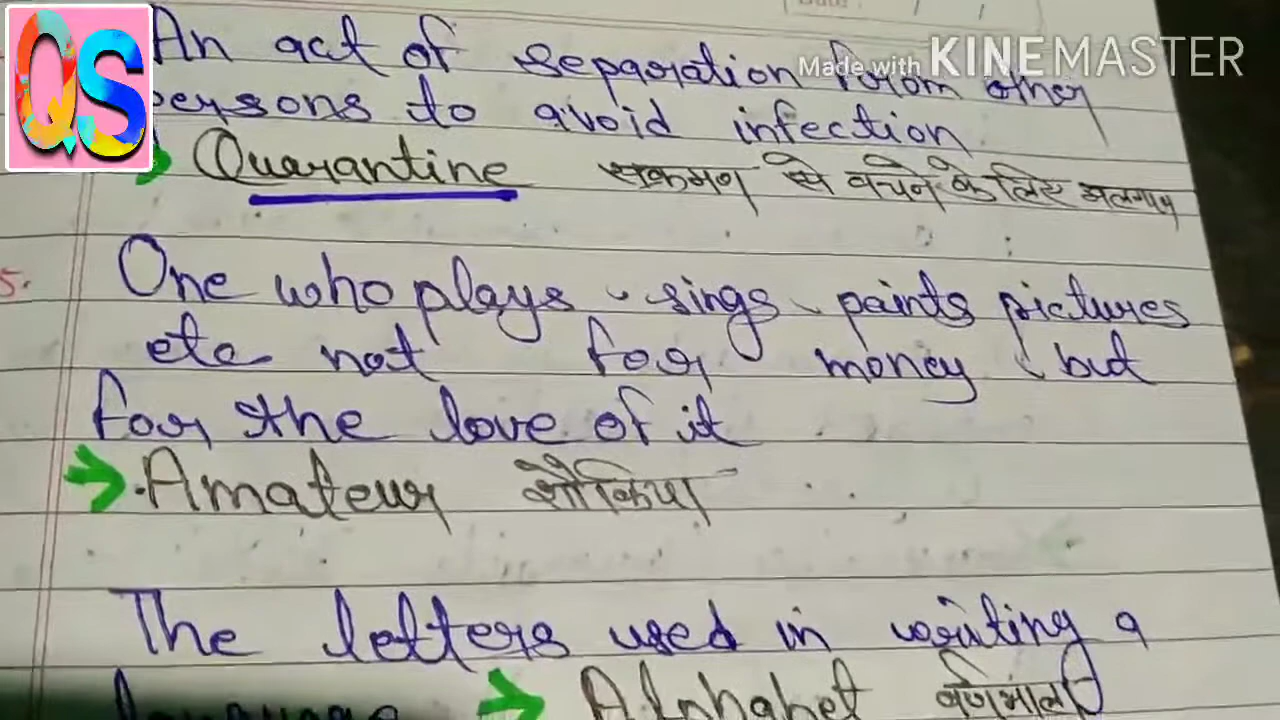 QS
Made with KINEMASTER
An act of separation from other
persons to avoid infection.
Quarantine सक्रमण से बचने के लिए अलगाव
5. One who plays, sings, paints pictures
etc not for money, but
for the love of it
Amateur शौकिया
The letters used in writing a
language → Alphabet वर्णमाला